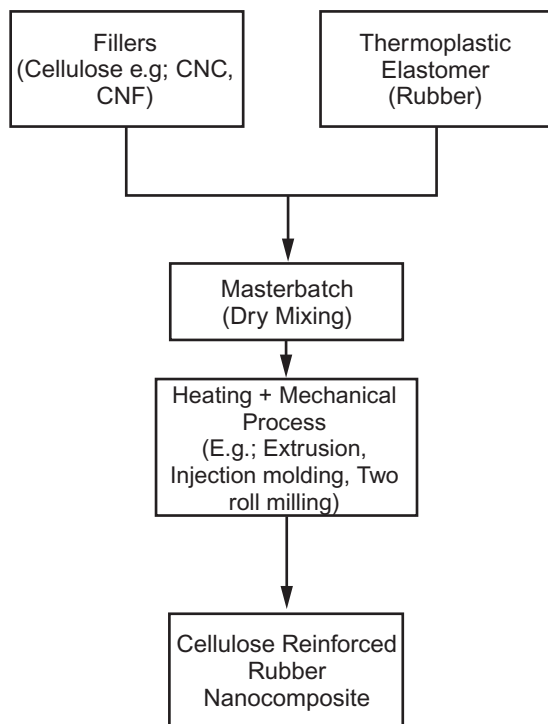 Fillers
(Cellulose e.g; CNC,
CNF)
Thermoplastic
Elastomer
(Rubber)
Masterbatch
(Dry Mixing)
Heating + Mechanical
Process
(E.g.; Extrusion,
Injection molding, Two
roll milling)
Cellulose Reinforced
Rubber
Nanocomposite